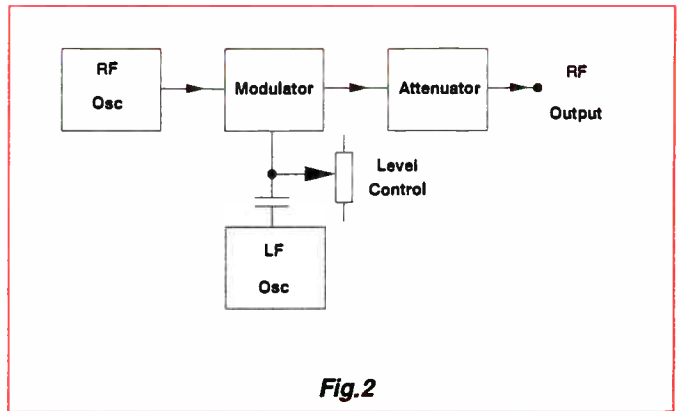 RF
Osc
Modulator
Attenuator
RF
Output
Level
Control
LF
Osc
Fig.2